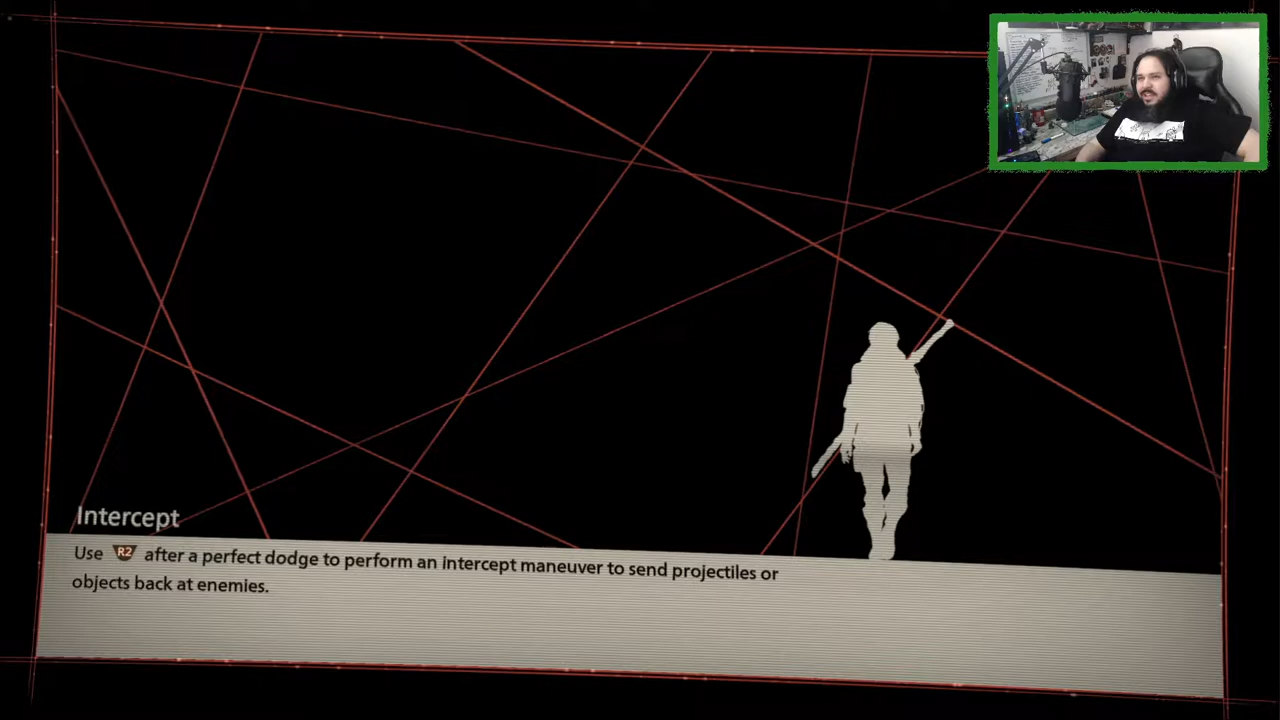 Intercept
Use R2 after a perfect dodge to perform an intercept maneuver to send projectiles or
objects back at enemies.